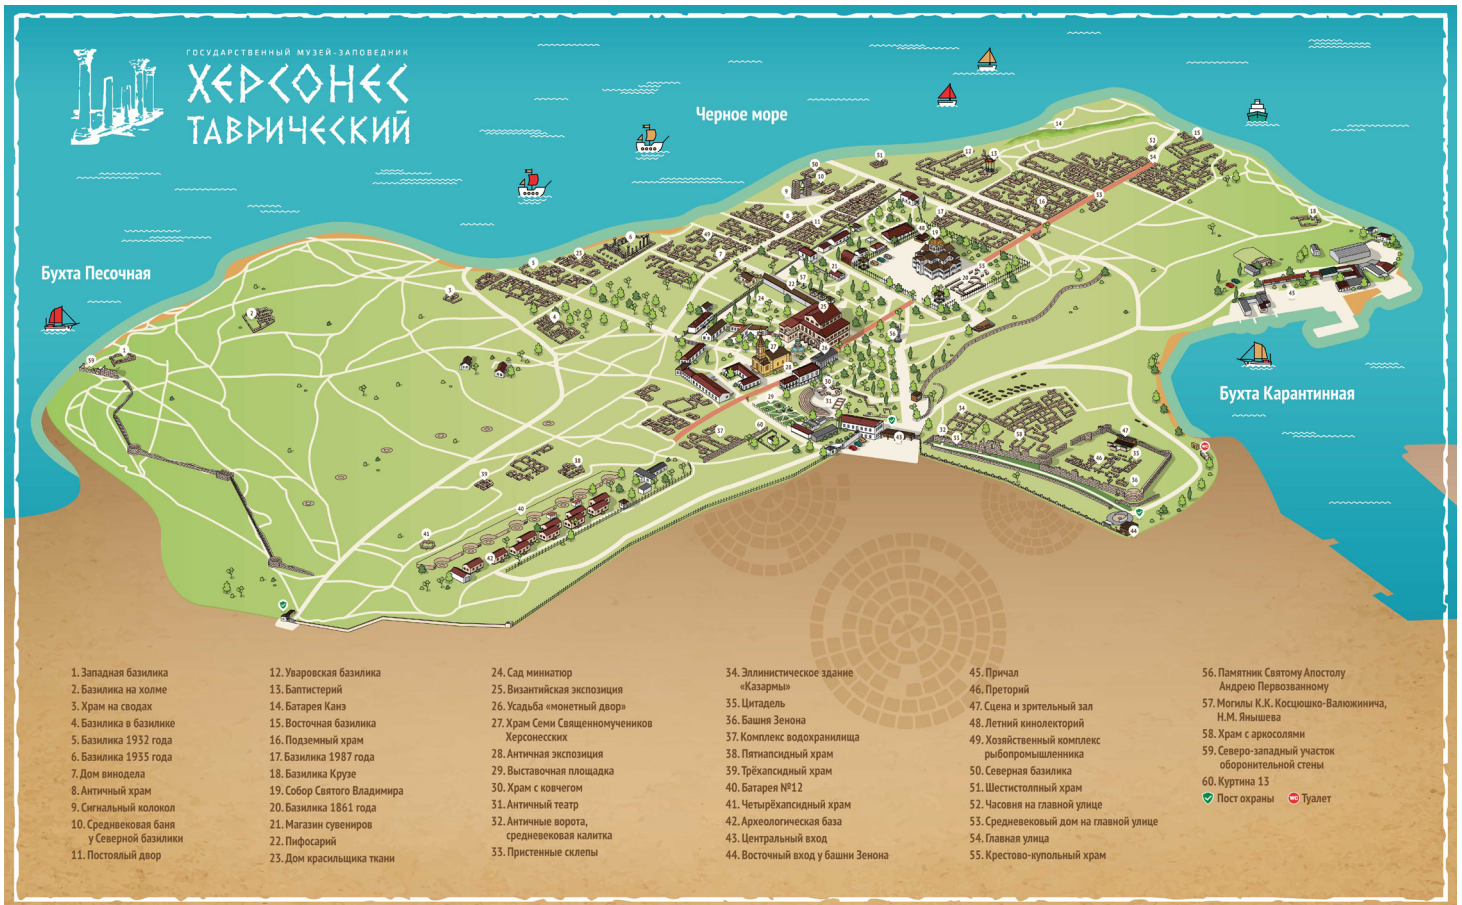 ГОСУДАРСТВЕННЫЙ МУЗЕЙ-ЗАПОВЕДНИК
ХЕРСОНЕС
ТАВРИЧЕСКИЙ
Черное море
Бухта Песочная
Бухта Карантинная
1. Западная базилика
2. Базилика на холме
3. Храм на сводах
4. Базилика в базилике
5. Базилика 1932 года
6. Базилика 1935 года
7. Дом винодела
8. Античный храм
9. Сигнальный колокол
10. Средневековая баня
у Северной базилики
11. Постоялый двор
12. Уваровская базилика
13. Баптистерий
14. Батарея Канэ
15. Восточная базилика
16. Подземный храм
17. Базилика 1987 года
18. Базилика Крузе
19. Собор Святого Владимира
20. Базилика 1861 года
21. Магазин сувениров
22. Пифосарий
23. Дом красильщика ткани
24. Сад миниатюр
25. Византийская экспозиция
26. Усадьба «монетный двор»
27. Храм Семи Священномучеников
Херсонесских
28. Античная экспозиция
29. Выставочная площадка
30. Храм с ковчегом
31. Античный театр
32. Античные ворота,
средневековая калитка
33. Пристенные склепы
34. Эллинистическое здание
«Казармы»
35. Цитадель
36. Башня Зенона
37. Комплекс водохранилища
38. Пятиапсидный храм
39. Трёхапсидный храм
40. Батарея №12
41. Четырёхапсидный храм
42. Археологическая база
43. Центральный вход
44. Восточный вход у башни Зенона
45. Причал
46. Преторий
47. Сцена и зрительный зал
48. Летний кинолекторий
49. Хозяйственный комплекс
рыбопромышленника
50. Северная базилика
51. Шестистолпный храм
52. Часовня на главной улице
53. Средневековый дом на главной улице
54. Главная улица
55. Крестово-купольный храм
56. Памятник Святому Апостолу
Андрею Первозванному
57. Могилы К.К. Косцюшко-Валюжинича,
Н.М. Янышева
58. Храм с аркосолями
59. Северо-западный участок
оборонительной стены
60. Куртина 13
Пост охраны WC Туалет